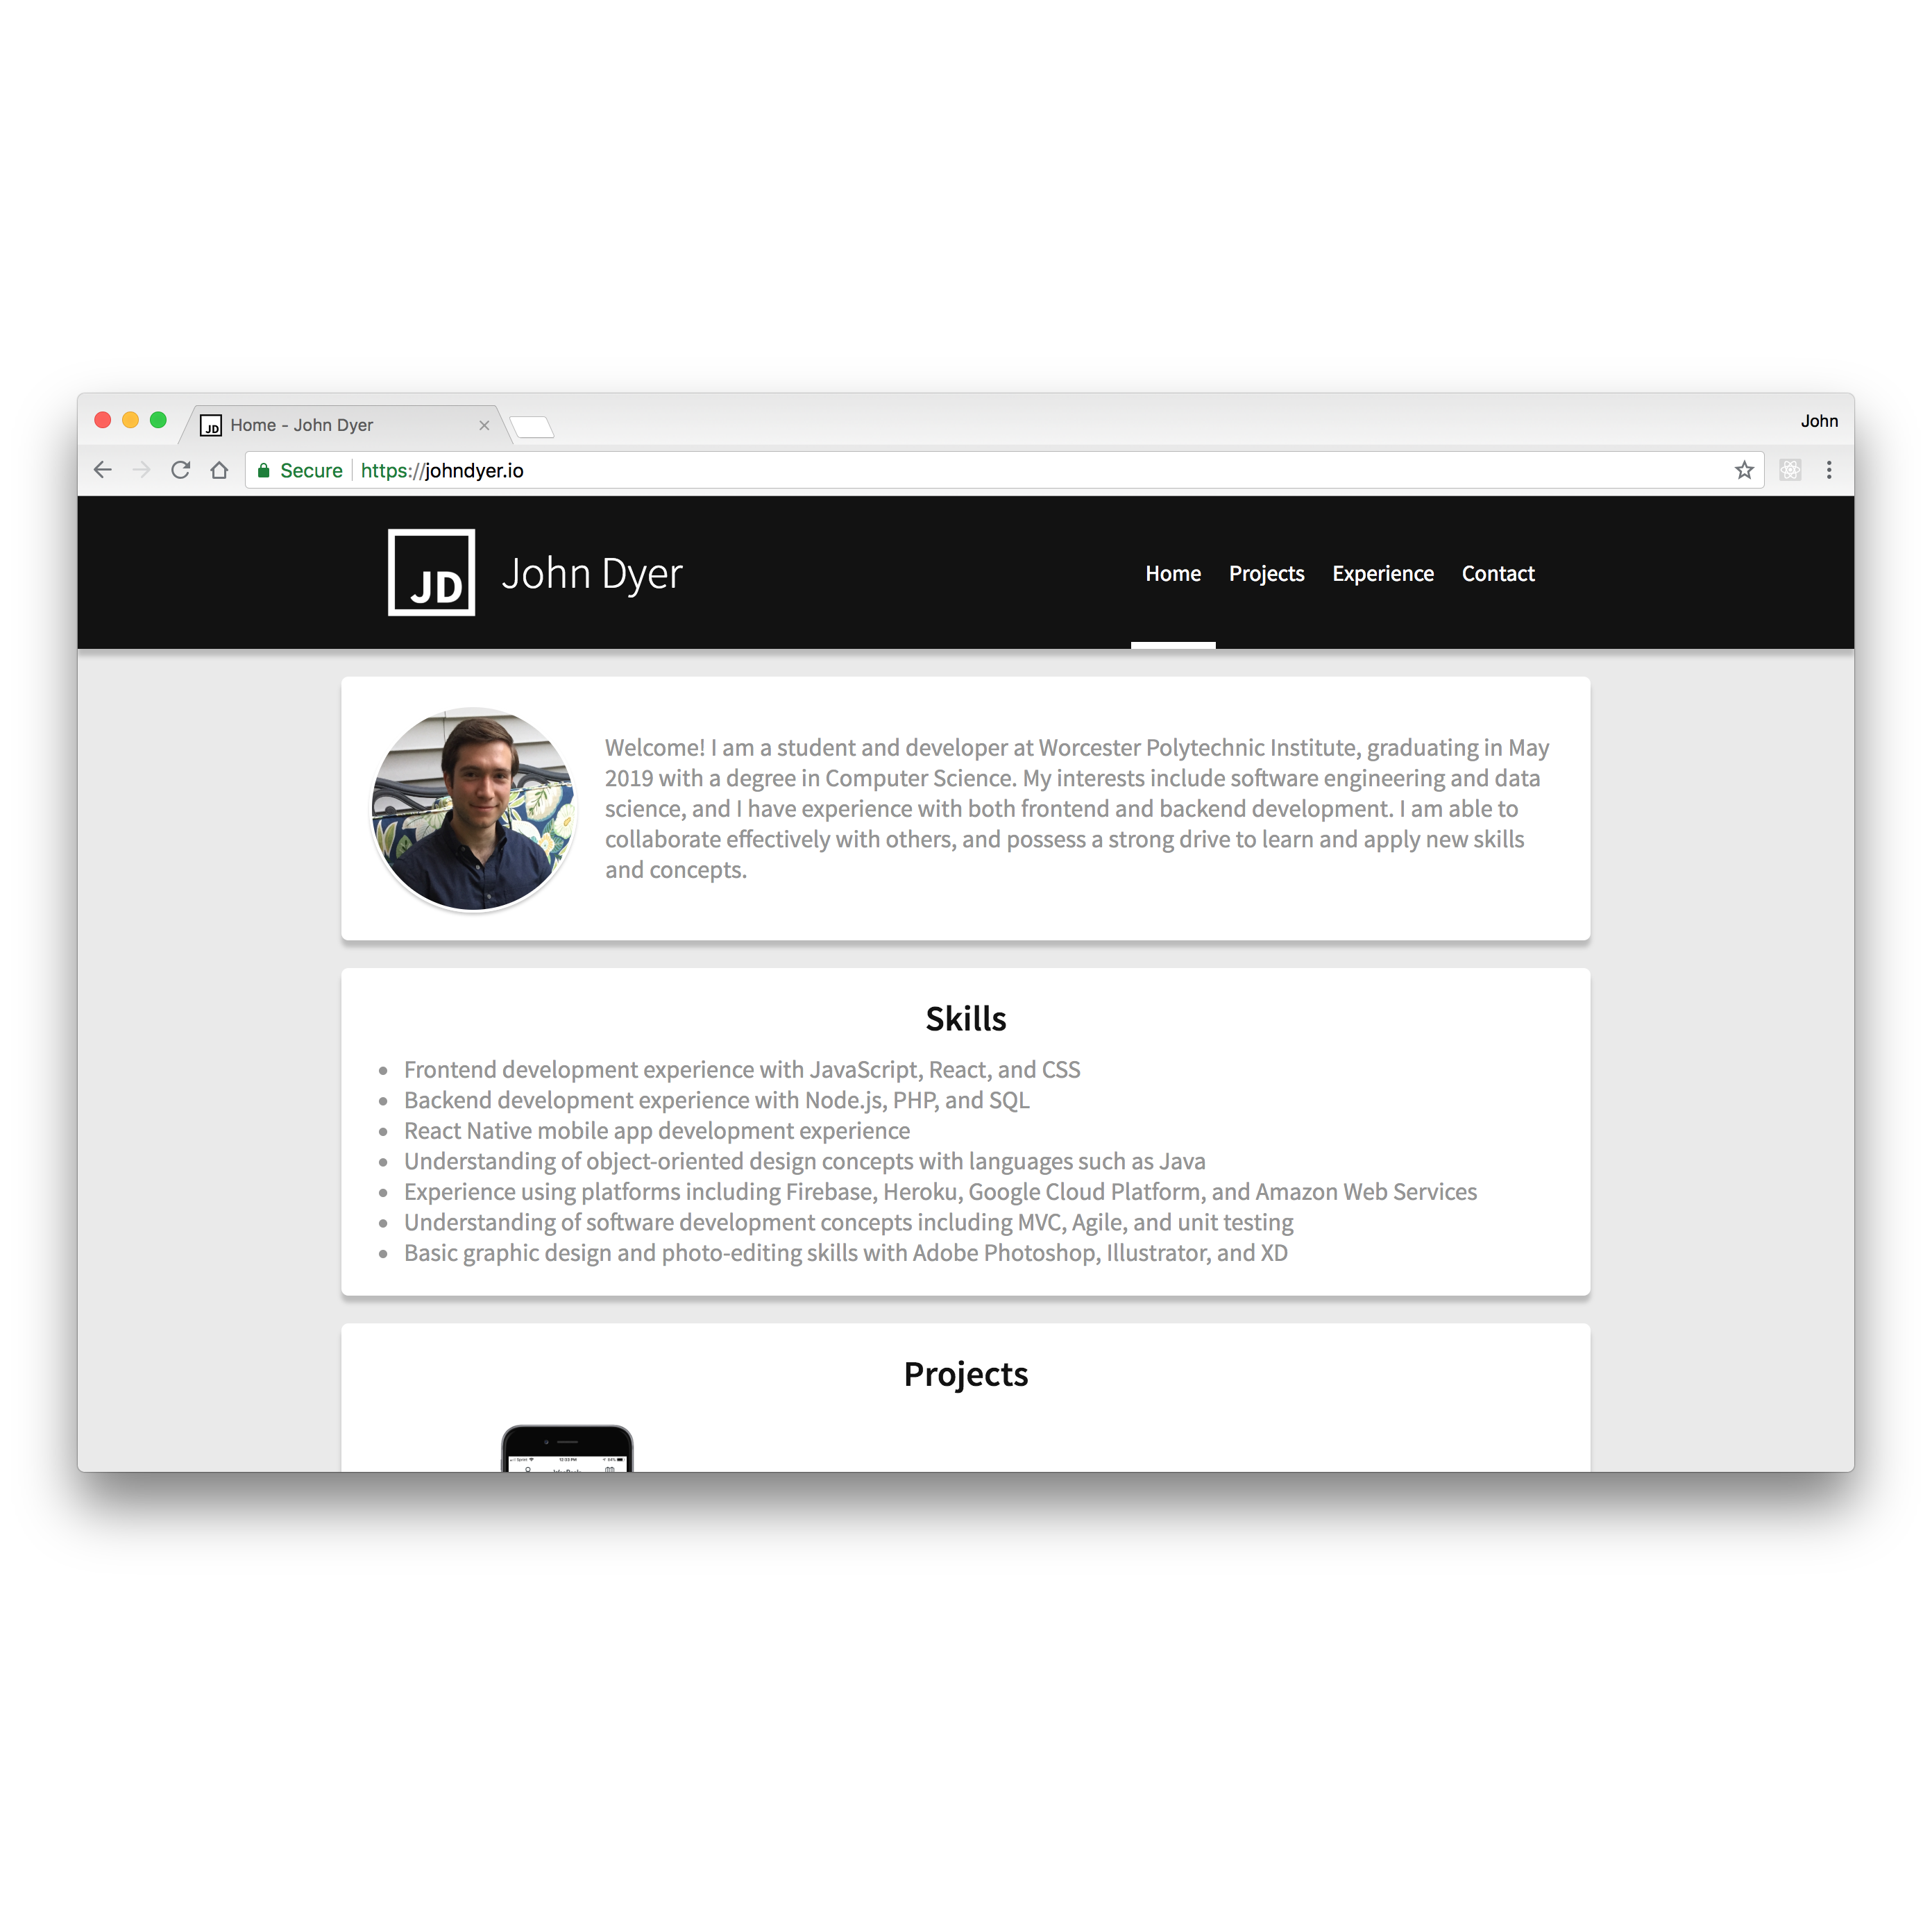 JD Home - John Dyer
John
Secure https://johndyer.io
JD John Dyer
Home Projects Experience Contact
Welcome! I am a student and developer at Worcester Polytechnic Institute, graduating in May
2019 with a degree in Computer Science. My interests include software engineering and data
science, and I have experience with both frontend and backend development. I am able to
collaborate effectively with others, and possess a strong drive to learn and apply new skills
and concepts.
Skills
• Frontend development experience with JavaScript, React, and CSS
• Backend development experience with Node.js, PHP, and SQL
• React Native mobile app development experience
• Understanding of object-oriented design concepts with languages such as Java
• Experience using platforms including Firebase, Heroku, Google Cloud Platform, and Amazon Web Services
• Understanding of software development concepts including MVC, Agile, and unit testing
• Basic graphic design and photo-editing skills with Adobe Photoshop, Illustrator, and XD
Projects